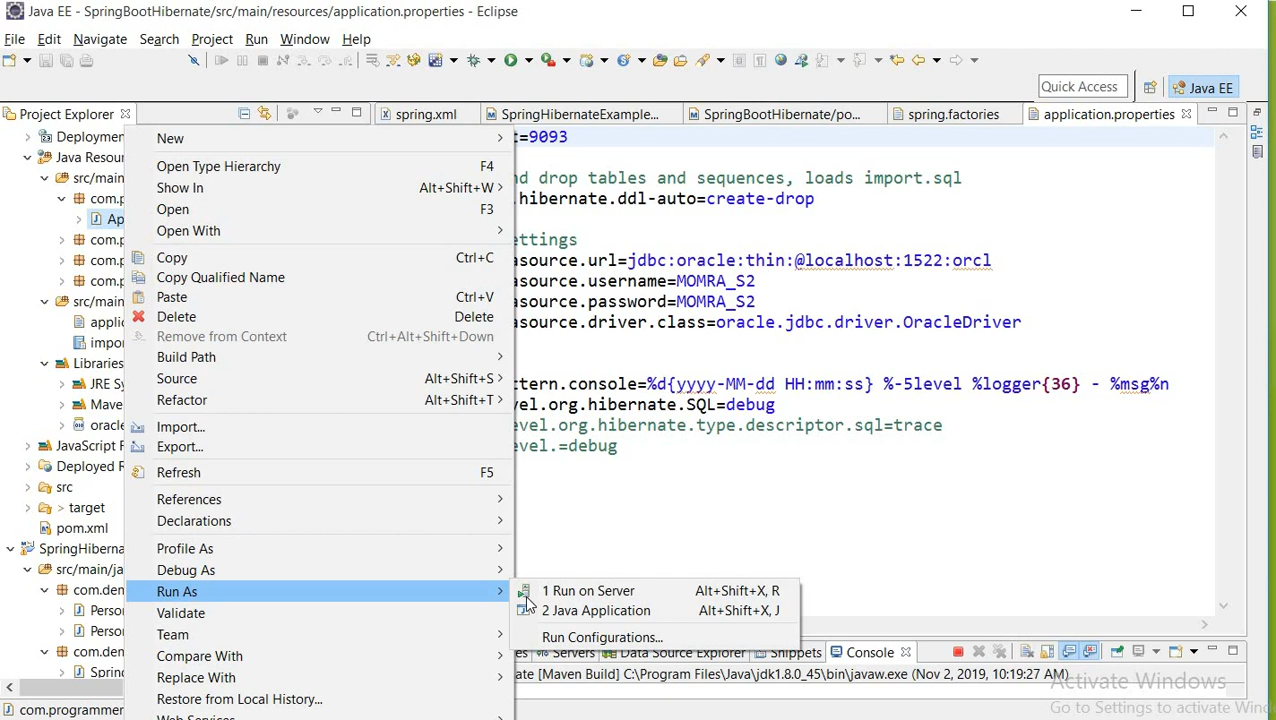 Java EE - SpringBootHibernate/src/main/resources/application.properties - Eclipse
File Edit Navigate Search Project Run Window Help
Quick Access Java EE
Project Explorer
spring.xml SpringHibernateExample... SpringBootHibernate/po... spring.factories application.properties
Deploymen
Java Resour
src/main
com.p
Ap
com.p
com.p
com.p
src/main
applic
impor
Libraries
JRE Sy
Mave
oracle
JavaScript R
Deployed R
src
> target
pom.xml
SpringHiberna
src/main/ja
com.den
Perso
Perso
com.de
Spring
com.programmer
New
Open Type Hierarchy F4
Show In Alt+Shift+W
Open F3
Open With
Copy Ctrl+C
Copy Qualified Name
Paste Ctrl+V
Delete Delete
Remove from Context Ctrl+Alt+Shift+Down
Build Path
Source Alt+Shift+S
Refactor Alt+Shift+T
Import...
Export...
Refresh F5
References
Declarations
Profile As
Debug As
Run As
Validate
Team
Compare With
Replace With
Restore from Local History...
Web Services
1 Run on Server Alt+Shift+X, R
2 Java Application Alt+Shift+X, J
Run Configurations...
t=9093
nd drop tables and sequences, loads import.sql
.hibernate.ddl-auto=create-drop
ettings
asource.url=jdbc:oracle:thin:@localhost:1522:orcl
asource.username=MOMRA_S2
asource.password=MOMRA_S2
asource.driver.class=oracle.jdbc.driver.OracleDriver
ttern.console=%d{yyyy-MM-dd HH:mm:ss} %-5level %logger{36} - %msg%n
vel.org.hibernate.SQL=debug
evel.org.hibernate.type.descriptor.sql=trace
evel.=debug
es Servers Data Source Explorer Snippets Console
ate [Maven Build] C:\Program Files\Java\jdk1.8.0_45\bin\javaw.exe (Nov 2, 2019, 10:19:27 AM)
Activate Windows
Go to Settings to activate Wind